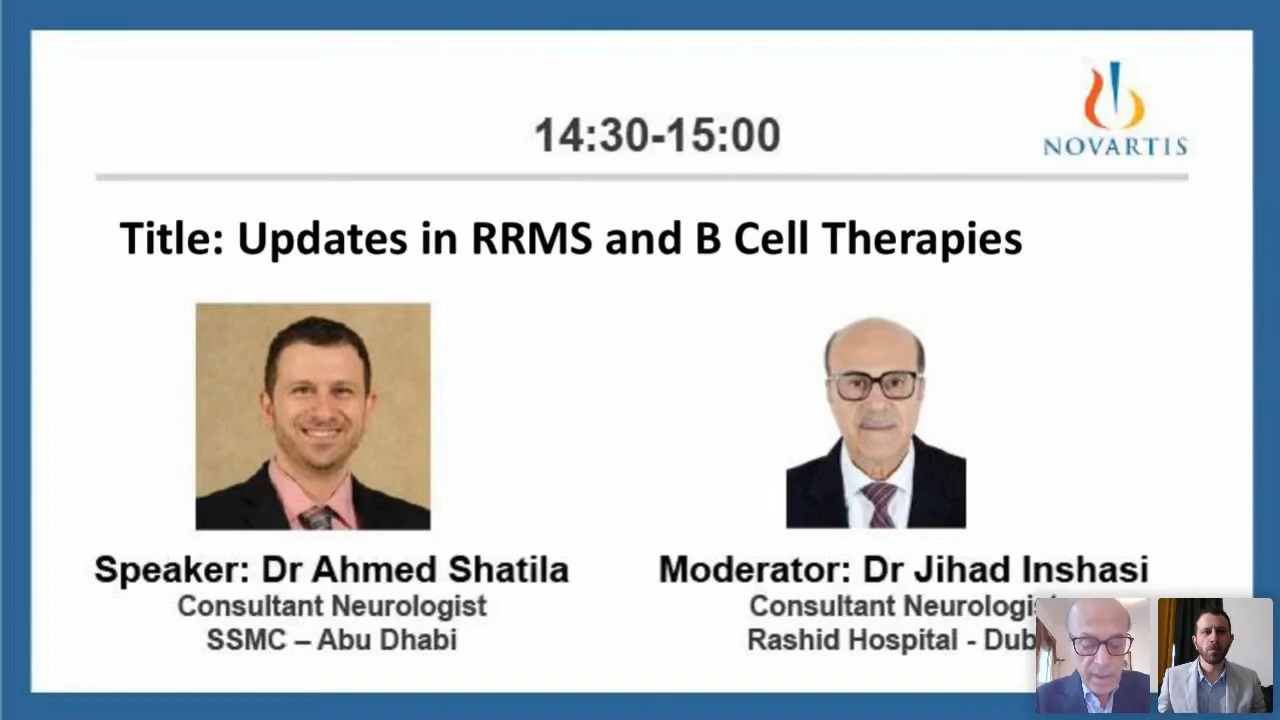 14:30-15:00
NOVARTIS
Title: Updates in RRMS and B Cell Therapies
Speaker: Dr Ahmed Shatila
Consultant Neurologist
SSMC – Abu Dhabi
Moderator: Dr Jihad Inshasi
Consultant
Rashid Hospital -